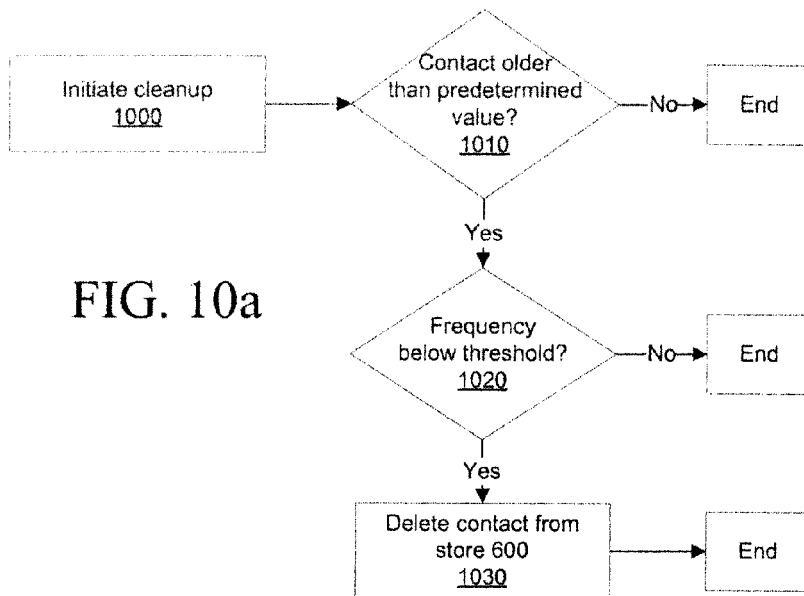 Initiate cleanup
1000
Contact older
than predetermined
value?
1010
No
End
Yes
FIG. 10a
Frequency
below threshold?
1020
No
End
Yes
Delete contact from
store 600
1030
End